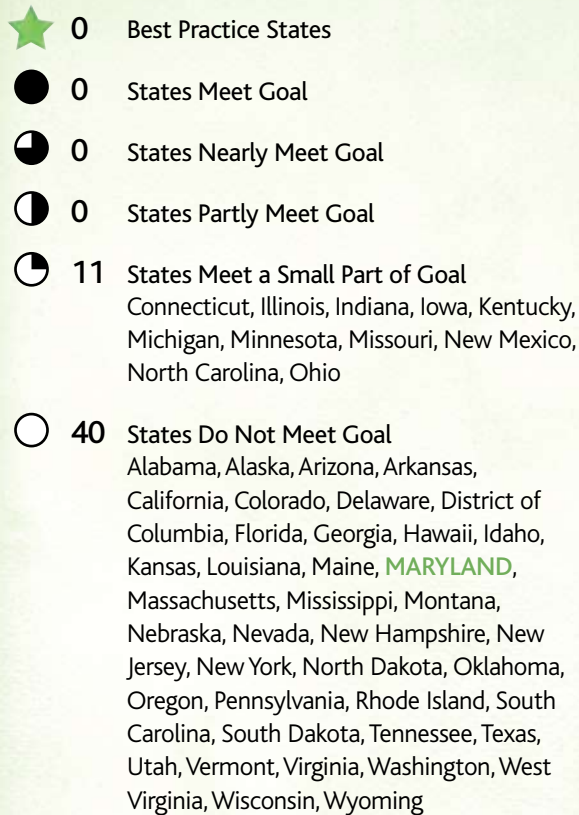 0 Best Practice States
0 States Meet Goal
0 States Nearly Meet Goal
0 States Partly Meet Goal
11 States Meet a Small Part of Goal
Connecticut, Illinois, Indiana, Iowa, Kentucky,
Michigan, Minnesota, Missouri, New Mexico,
North Carolina, Ohio
40 States Do Not Meet Goal
Alabama, Alaska, Arizona, Arkansas,
California, Colorado, Delaware, District of
Columbia, Florida, Georgia, Hawaii, Idaho,
Kansas, Louisiana, Maine, MARYLAND,
Massachusetts, Mississippi, Montana,
Nebraska, Nevada, New Hampshire, New
Jersey, New York, North Dakota, Oklahoma,
Oregon, Pennsylvania, Rhode Island, South
Carolina, South Dakota, Tennessee, Texas,
Utah, Vermont, Virginia, Washington, West
Virginia, Wisconsin, Wyoming